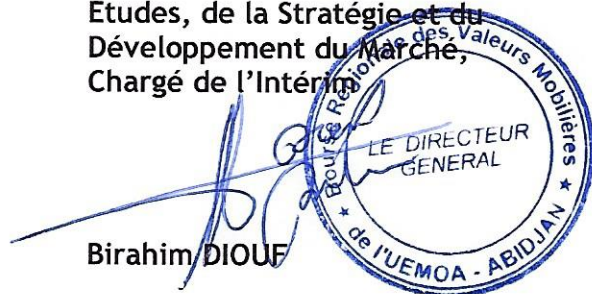 Etudes, de la Stratégie et du
Développement du Marché,
Chargé de l'Intérim
Bourse Régionale des Valeurs Mobilières
LE DIRECTEUR
GENERAL
★ de l'UEMOA - ABIDJAN ★
Birahim DIOUF